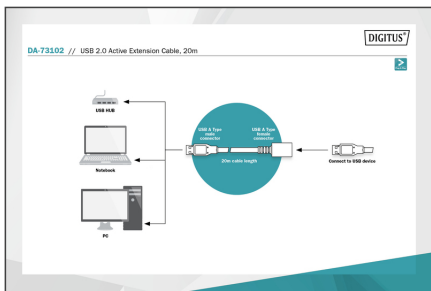 DIGITUS®
DA-73102 // USB 2.0 Active Extension Cable, 20m
USB HUB
USB A Type
male
connector
USB A Type
female
connector
20m cable length
Connect to USB device
Notebook
PC